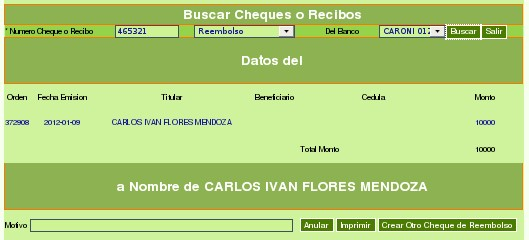 Buscar Cheques o Recibos
* Numero Cheque o Recibo 465321 Reembolso Del Banco CARONI 012 Buscar Salir
Datos del
Orden Fecha Emision Titular Beneficiario Cedula Monto
372908 2012-01-09 CARLOS IVAN FLORES MENDOZA 10000
Total Monto 10000
a Nombre de CARLOS IVAN FLORES MENDOZA
Motivo Anular Imprimir Crear Otro Cheque de Reembolso